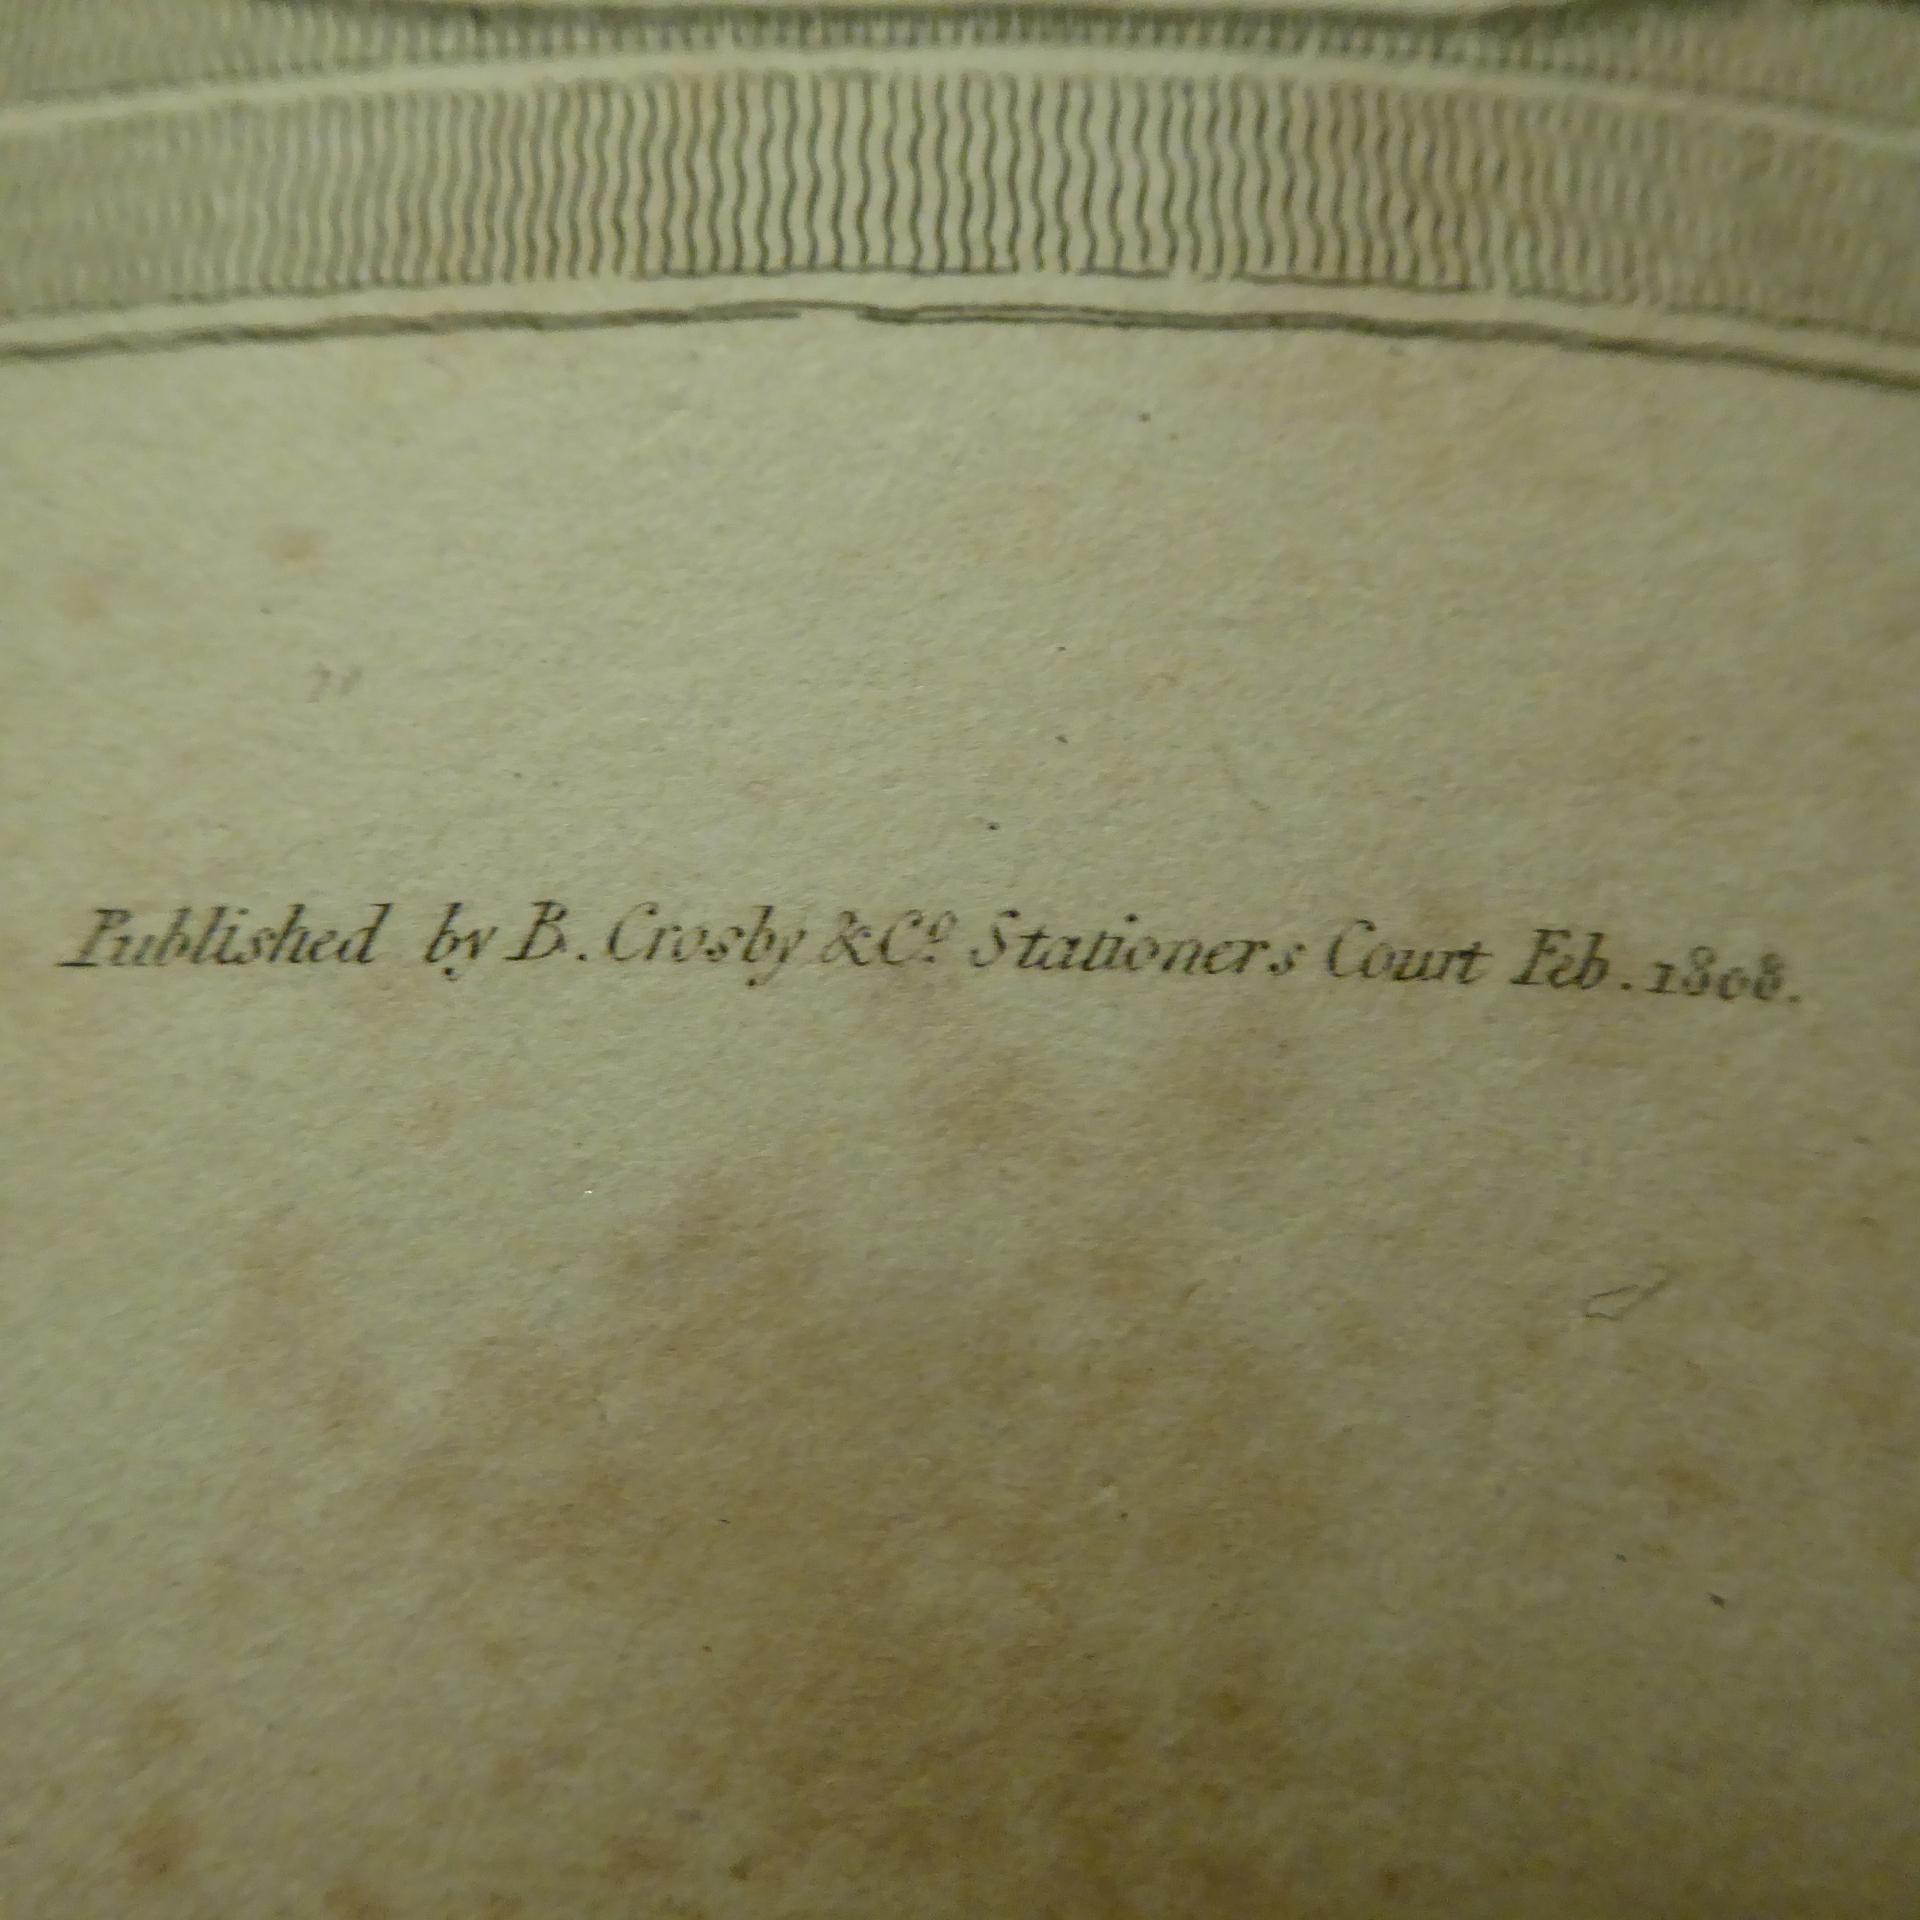 Published by B. Crosby & Cº Stationers Court Feb. 1808.